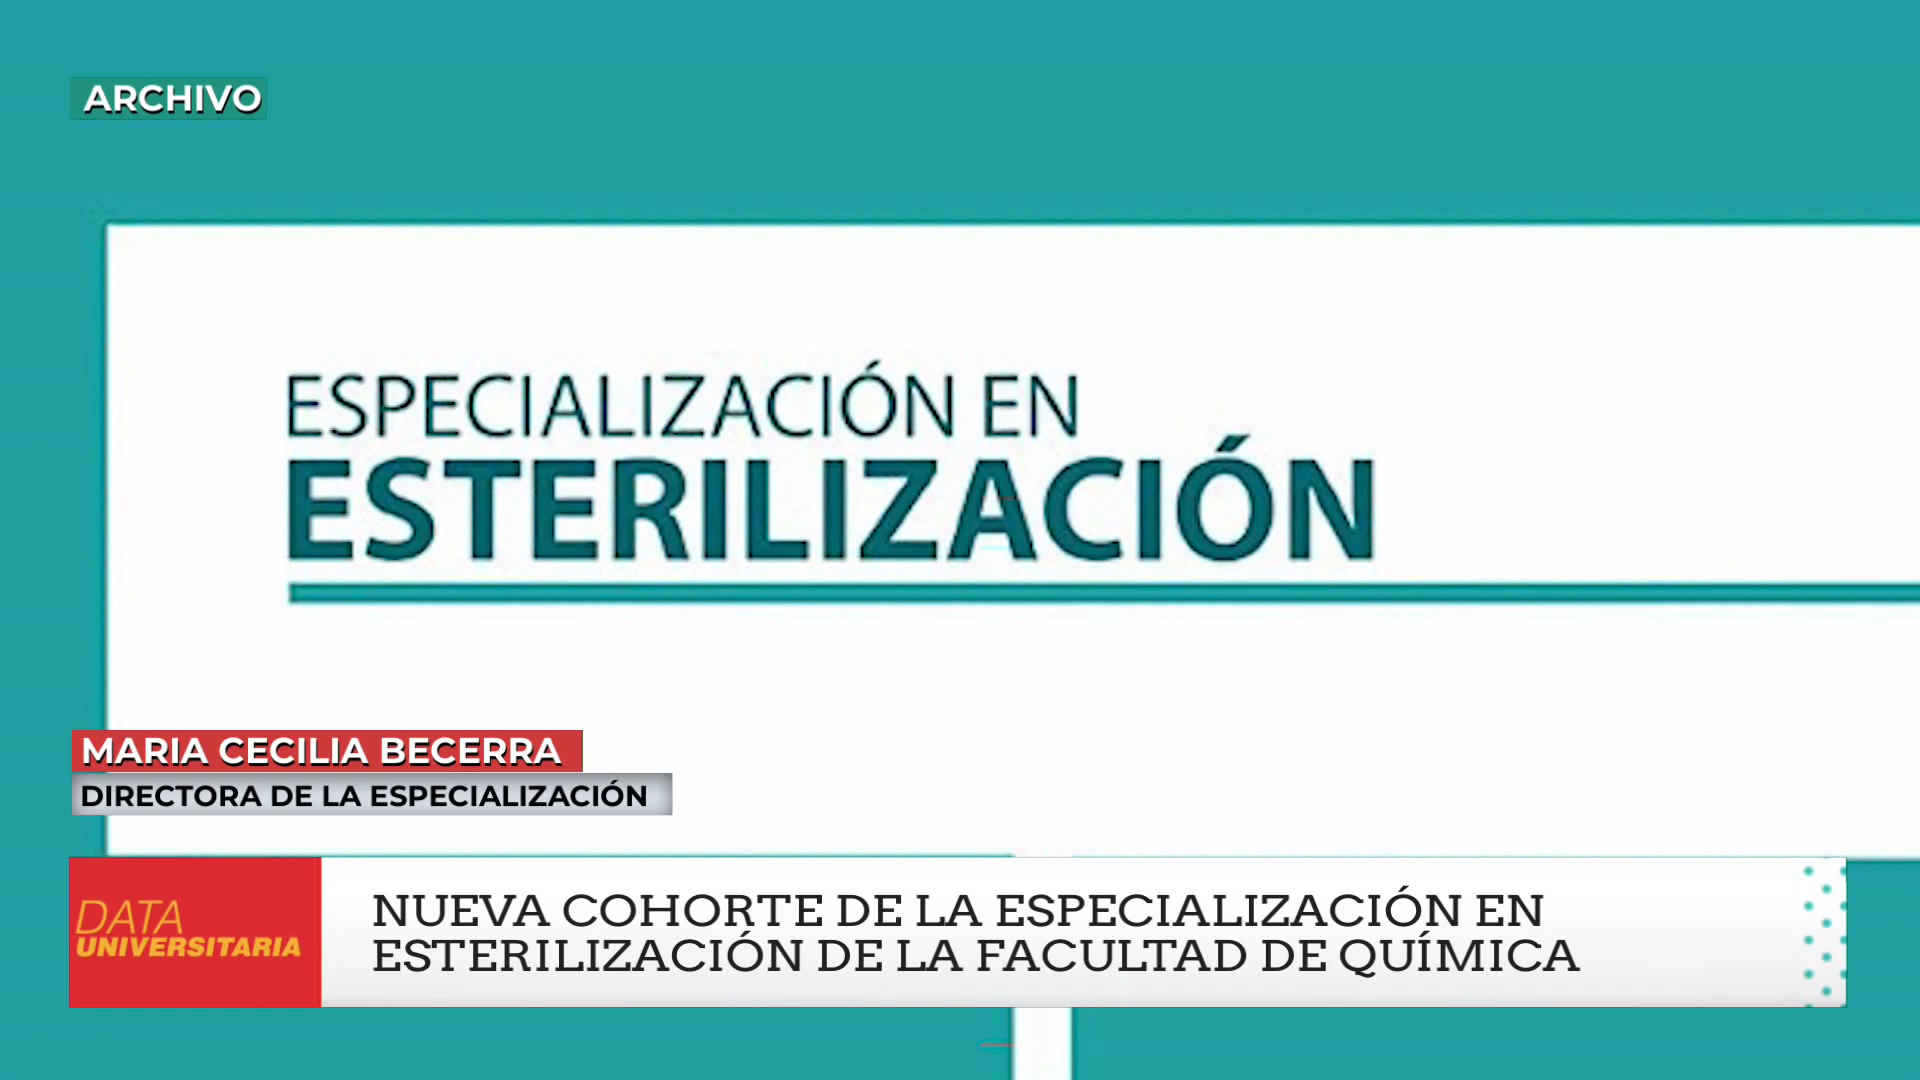 ARCHIVO
ESPECIALIZACIÓN EN
ESTERILIZACIÓN
MARIA CECILIA BECERRA
DIRECTORA DE LA ESPECIALIZACIÓN
DATA
UNIVERSITARIA
NUEVA COHORTE DE LA ESPECIALIZACIÓN EN
ESTERILIZACIÓN DE LA FACULTAD DE QUÍMICA